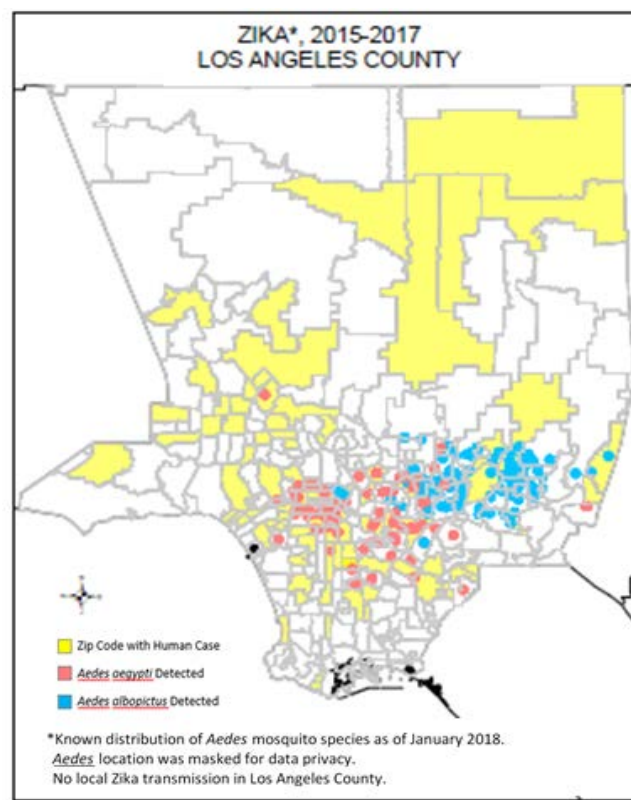 ZIKA*, 2015-2017
LOS ANGELES COUNTY
Zip Code with Human Case
Aedes aegypti Detected
Aedes albopictus Detected
*Known distribution of Aedes mosquito species as of January 2018.
Aedes location was masked for data privacy.
No local Zika transmission in Los Angeles County.